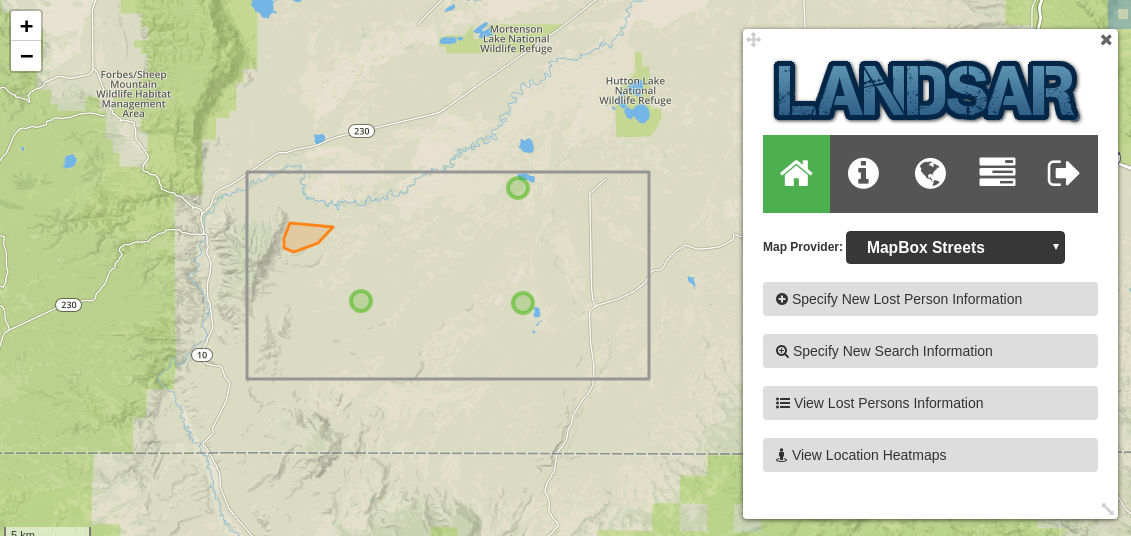 +
−
Forbes/Sheep
Mountain
Wildlife Habitat
Management
Area
Mortenson
Lake National
Wildlife Refuge
Hutton Lake
National
Wildlife Refuge
230
230
10
5 km
LANDSAR
Map Provider: MapBox Streets
Specify New Lost Person Information
Specify New Search Information
View Lost Persons Information
View Location Heatmaps